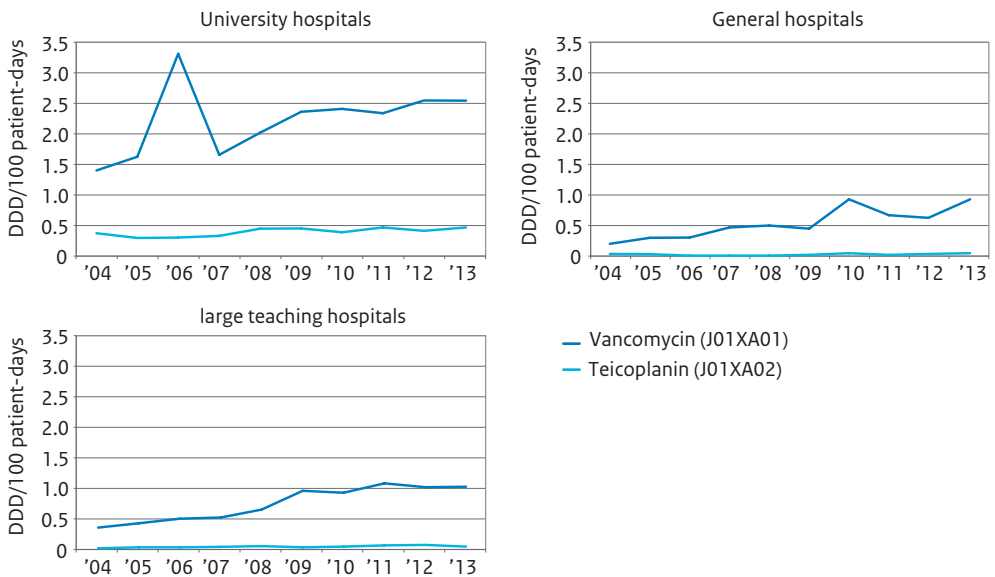 University hospitals
DDD/100 patient-days
3.5
3.0
2.5
2.0
1.5
1.0
0.5
0
’04 ’05 ’06 ’07 ’08 ’09 ’10 ’11 ’12 ’13
General hospitals
DDD/100 patient-days
3.5
3.0
2.5
2.0
1.5
1.0
0.5
0
’04 ’05 ’06 ’07 ’08 ’09 ’10 ’11 ’12 ’13
large teaching hospitals
DDD/100 patient-days
3.5
3.0
2.5
2.0
1.5
1.0
0.5
0
’04 ’05 ’06 ’07 ’08 ’09 ’10 ’11 ’12 ’13
Vancomycin (J01XA01)
Teicoplanin (J01XA02)